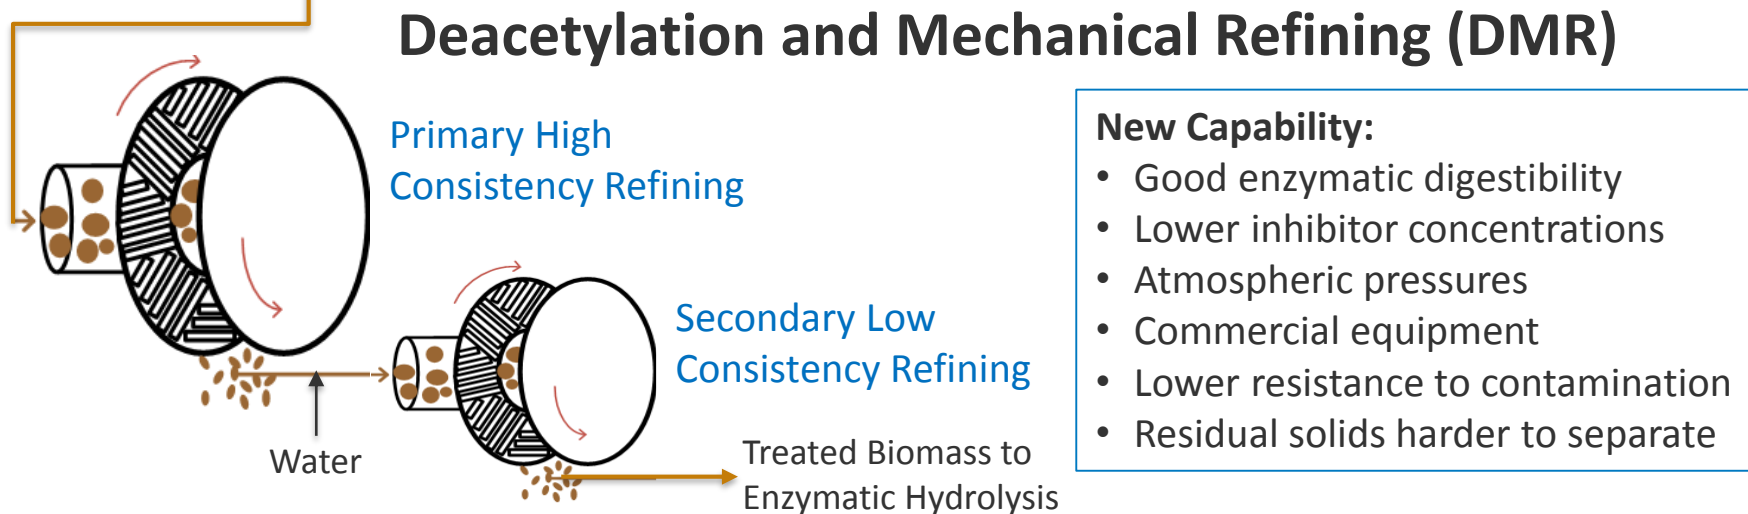 Deacetylation and Mechanical Refining (DMR)
Primary High
Consistency Refining
Secondary Low
Consistency Refining
Water
Treated Biomass to
Enzymatic Hydrolysis
New Capability:
• Good enzymatic digestibility
• Lower inhibitor concentrations
• Atmospheric pressures
• Commercial equipment
• Lower resistance to contamination
• Residual solids harder to separate